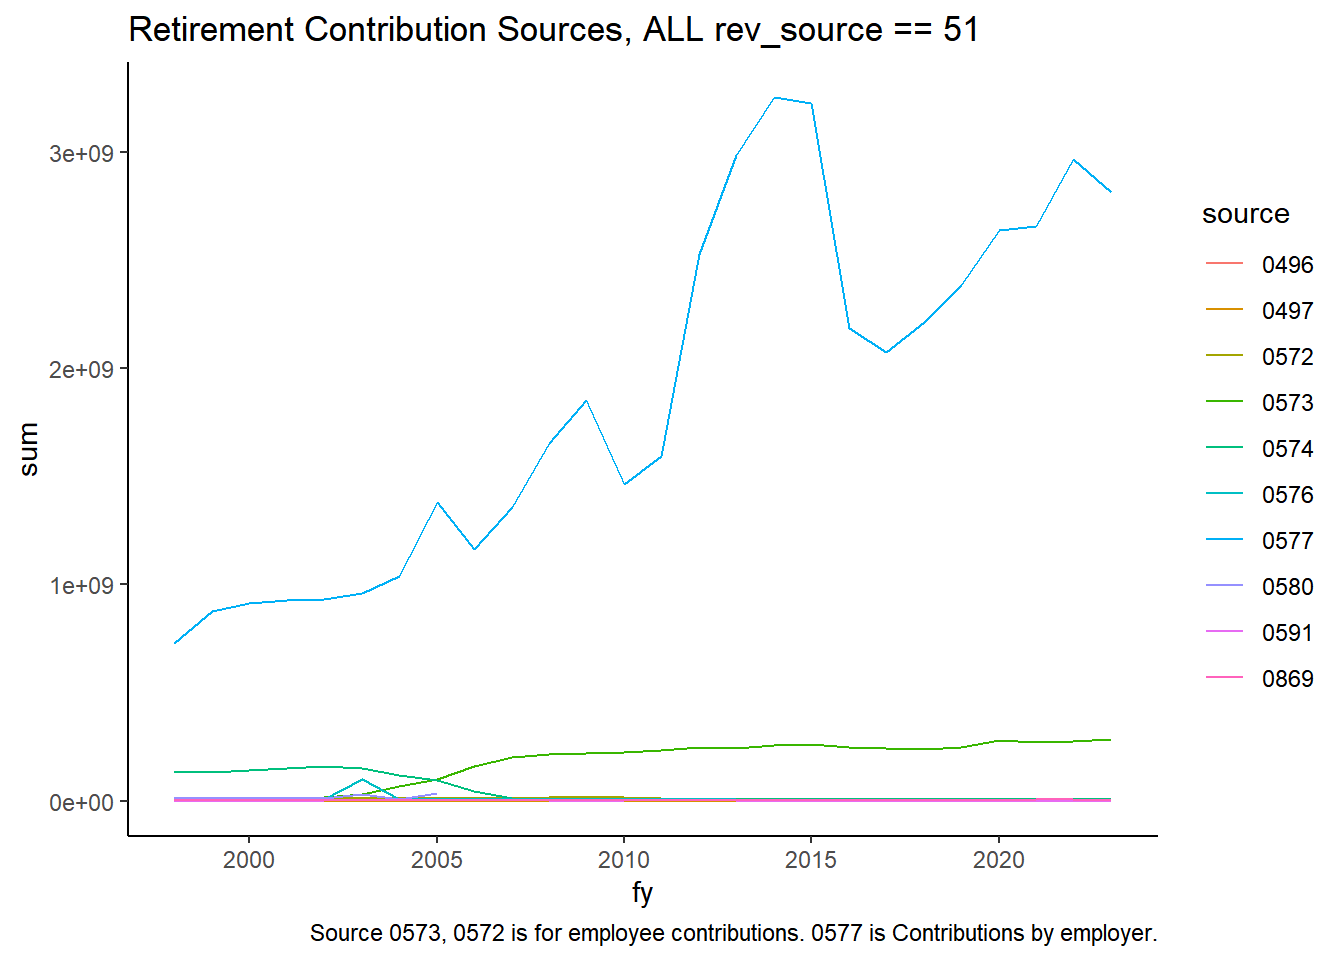 Retirement Contribution Sources, ALL rev_source == 51
3e+09
2e+09
1e+09
0e+00
sum
2000
2005
2010
2015
2020
fy
source
0496
0497
0572
0573
0574
0576
0577
0580
0591
0869
Source 0573, 0572 is for employee contributions. 0577 is Contributions by employer.